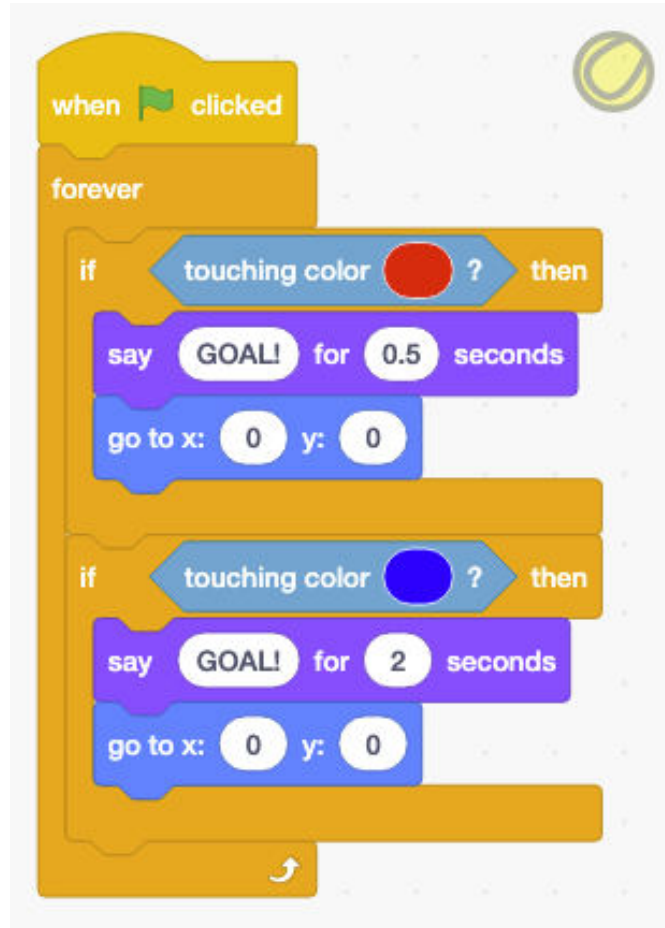 when clicked
forever
if touching color ? then
say GOAL! for 0.5 seconds
go to x: 0 y: 0
if touching color ? then
say GOAL! for 2 seconds
go to x: 0 y: 0